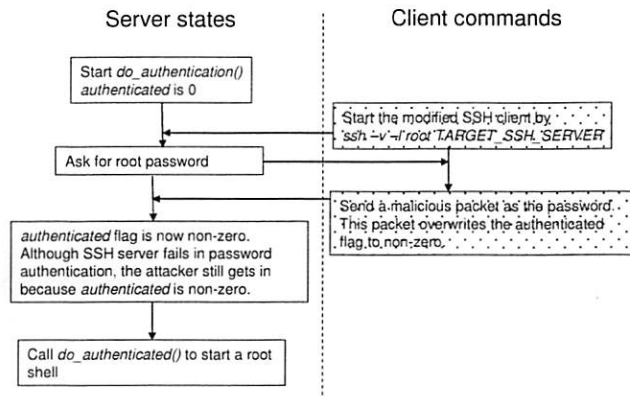 Server states
Client commands
Start do_authentication()
authenticated is 0
Start the modified SSH client by
ssh -v -l root TARGET_SSH_SERVER
Ask for root password
Send a malicious packet as the password.
This packet overwrites the authenticated
flag to non-zero.
authenticated flag is now non-zero.
Although SSH server fails in password
authentication, the attacker still gets in
because authenticated is non-zero.
Call do_authenticated() to start a root
shell